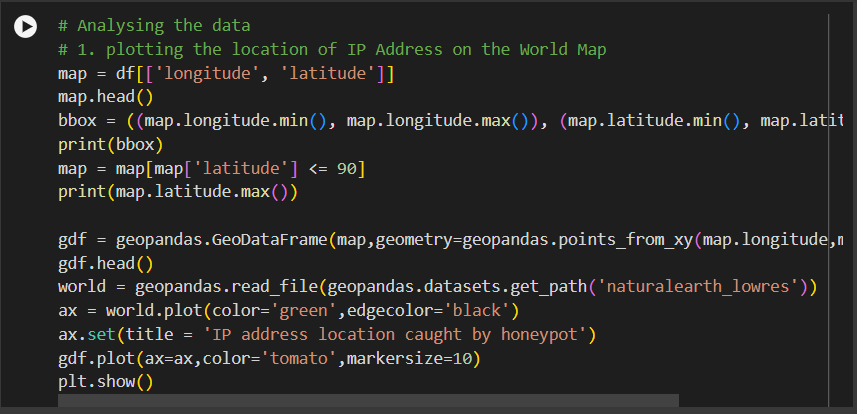 # Analysing the data
# 1. plotting the location of IP Address on the World Map
map = df[['longitude', 'latitude']]
map.head()
bbox = ((map.longitude.min(), map.longitude.max()), (map.latitude.min(), map.latit
print(bbox)
map = map[map['latitude'] <= 90]
print(map.latitude.max())
gdf = geopandas.GeoDataFrame(map,geometry=geopandas.points_from_xy(map.longitude,m
gdf.head()
world = geopandas.read_file(geopandas.datasets.get_path('naturalearth_lowres'))
ax = world.plot(color='green',edgecolor='black')
ax.set(title = 'IP address location caught by honeypot')
gdf.plot(ax=ax,color='tomato',markersize=10)
plt.show()